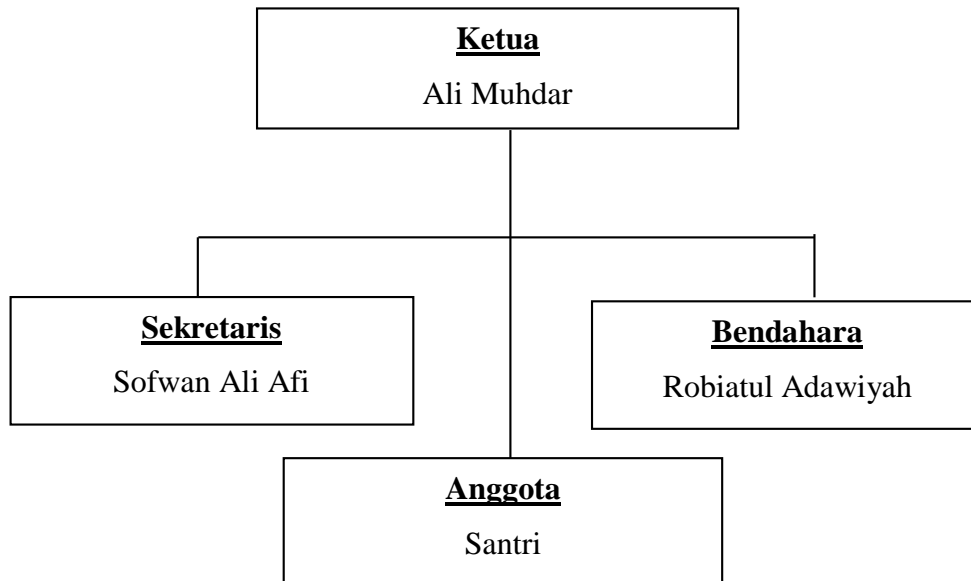 Ketua
Ali Muhdar
Sekretaris
Sofwan Ali Afi
Bendahara
Robiatul Adawiyah
Anggota
Santri